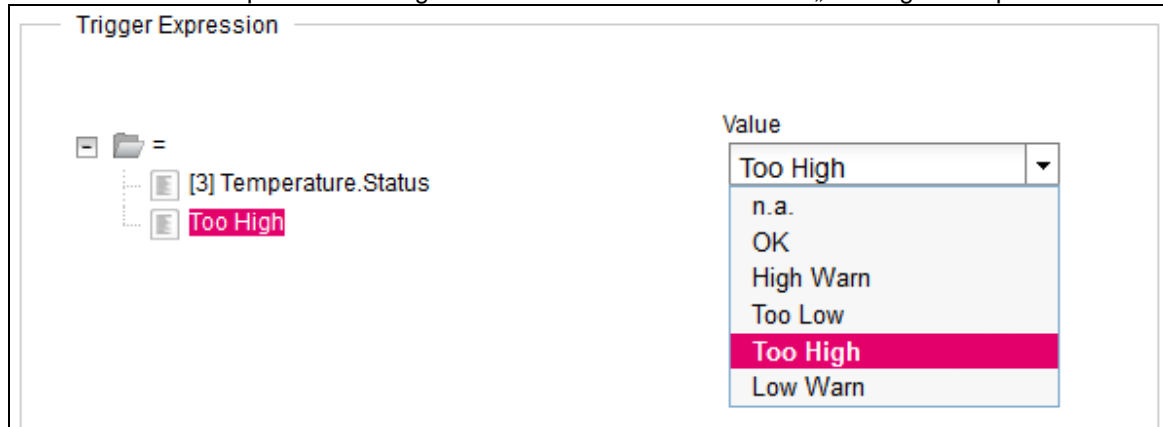 Trigger Expression
Value
=
[3] Temperature.Status
Too High
Too High
n.a.
OK
High Warn
Too Low
Too High
Low Warn